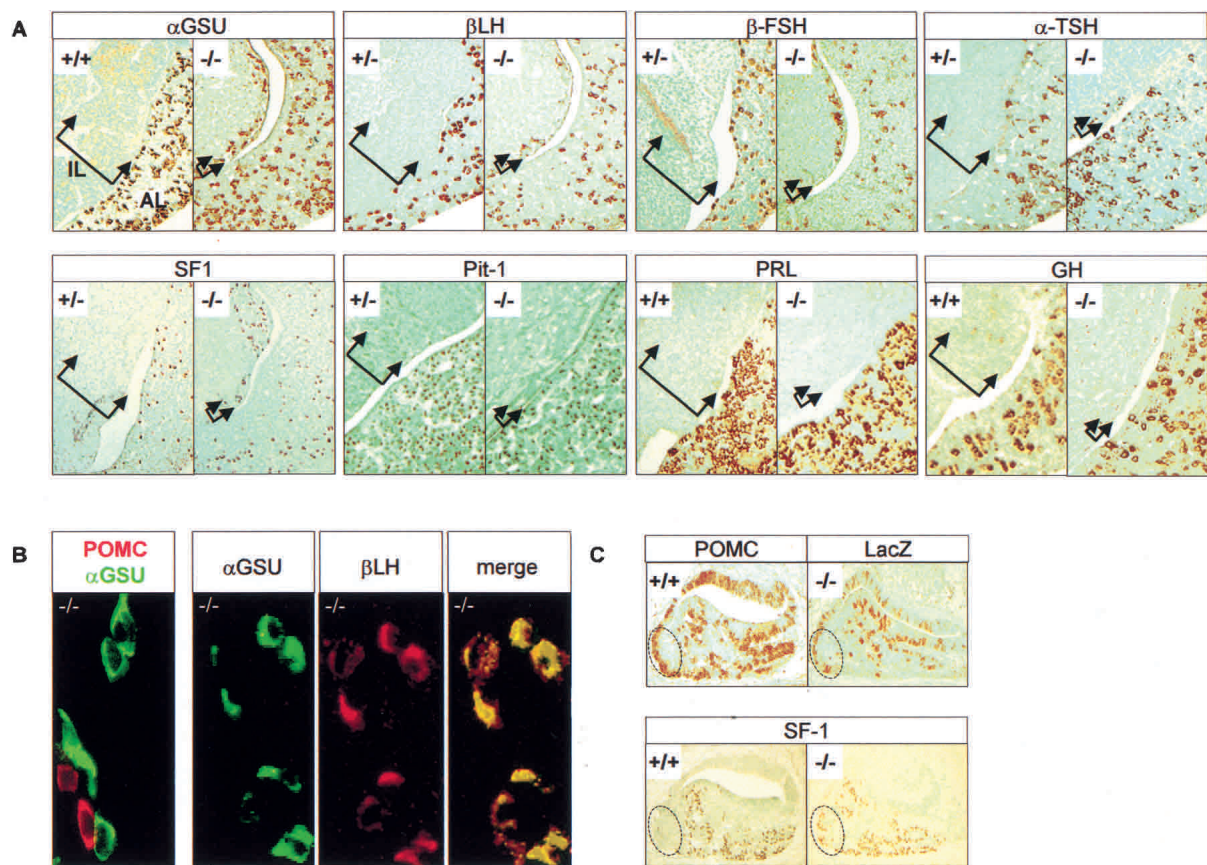 A
αGSU βLH β-FSH α-TSH
+/+ -/- +/- -/- +/- -/- +/- -/-
IL
AL
SF1 Pit-1 PRL GH
+/- -/- +/- -/- +/+ -/- +/+ -/-
B
POMC αGSU βLH merge
αGSU
-/- -/- -/- -/-
C
POMC LacZ
+/+ -/-
SF-1
+/+ -/-